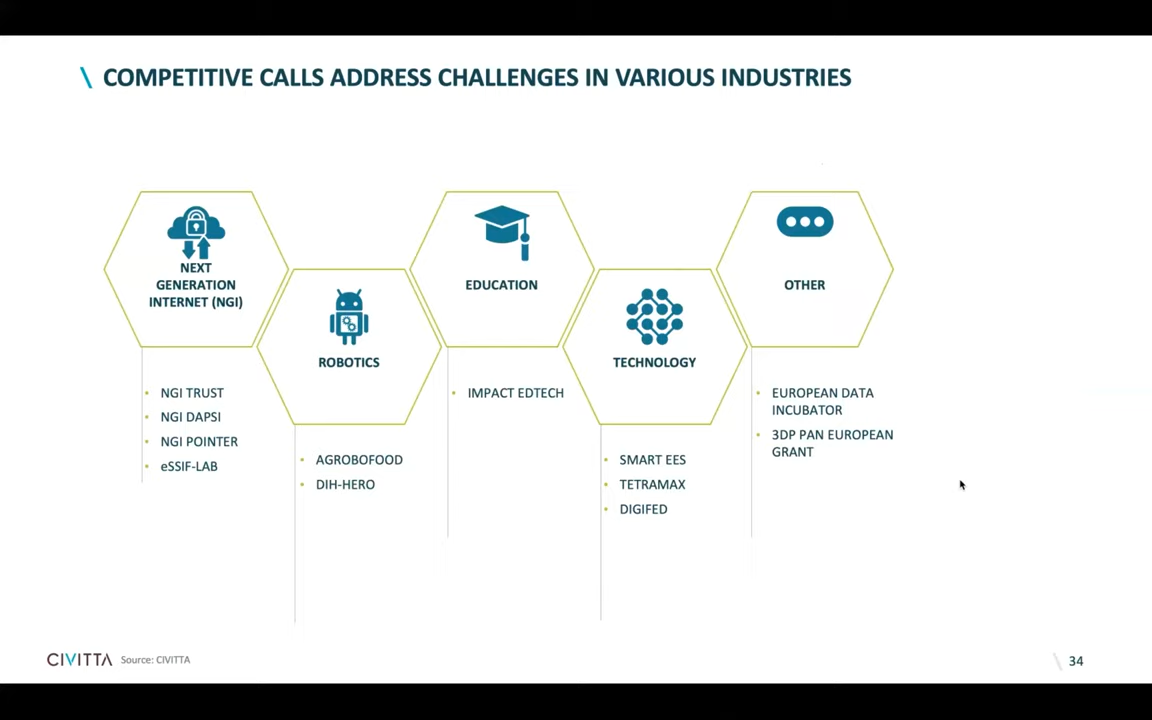 \ COMPETITIVE CALLS ADDRESS CHALLENGES IN VARIOUS INDUSTRIES
NEXT
GENERATION
INTERNET (NGI)
• NGI TRUST
• NGI DAPSI
• NGI POINTER
• eSSIF-LAB
ROBOTICS
• AGROBOFOOD
• DIH-HERO
EDUCATION
• IMPACT EDTECH
TECHNOLOGY
• SMART EES
• TETRAMAX
• DIGIFED
OTHER
• EUROPEAN DATA
INCUBATOR
• 3DP PAN EUROPEAN
GRANT
CIVITTA Source: CIVITTA
\ 34